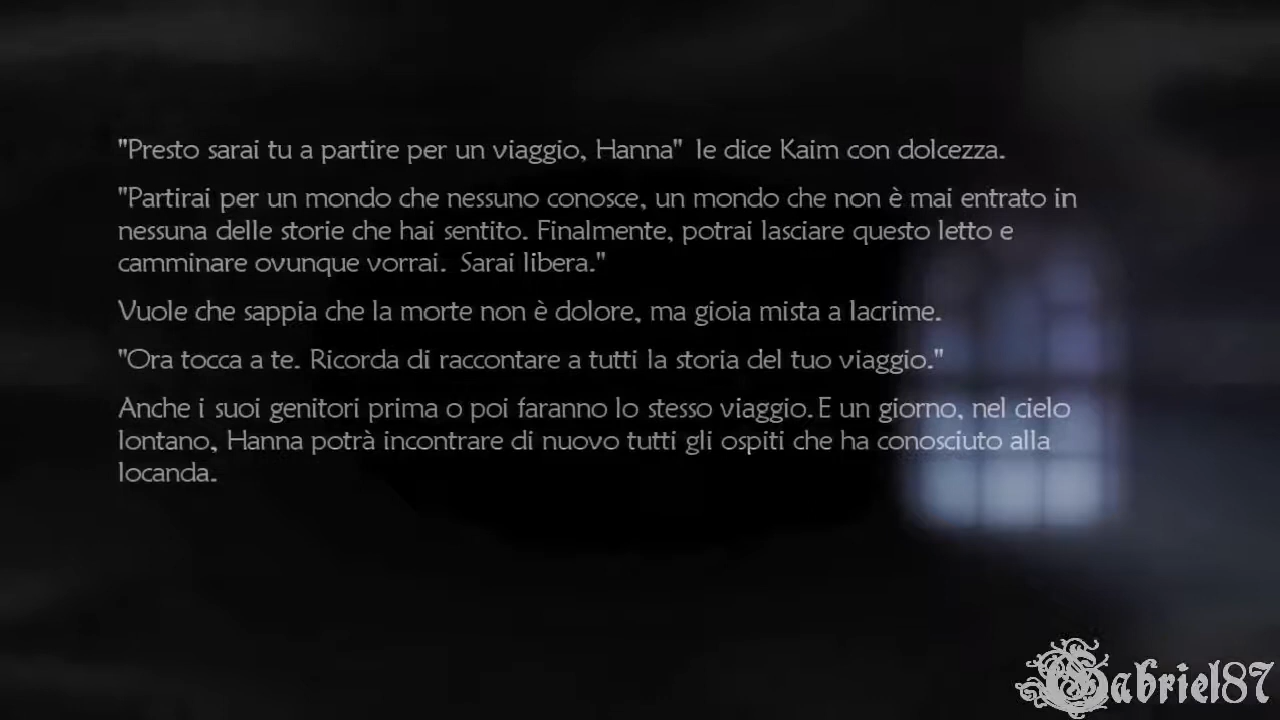 "Presto sarai tu a partire per un viaggio, Hanna"  le dice Kaim con dolcezza.
"Partirai per un mondo che nessuno conosce, un mondo che non è mai entrato in
nessuna delle storie che hai sentito. Finalmente, potrai lasciare questo letto e
camminare ovunque vorrai.  Sarai libera."
Vuole che sappia che la morte non è dolore, ma gioia mista a lacrime.
"Ora tocca a te. Ricorda di raccontare a tutti la storia del tuo viaggio."
Anche i suoi genitori prima o poi faranno lo stesso viaggio. E un giorno, nel cielo
lontano, Hanna potrà incontrare di nuovo tutti gli ospiti che ha conosciuto alla
locanda.
Gabriel87